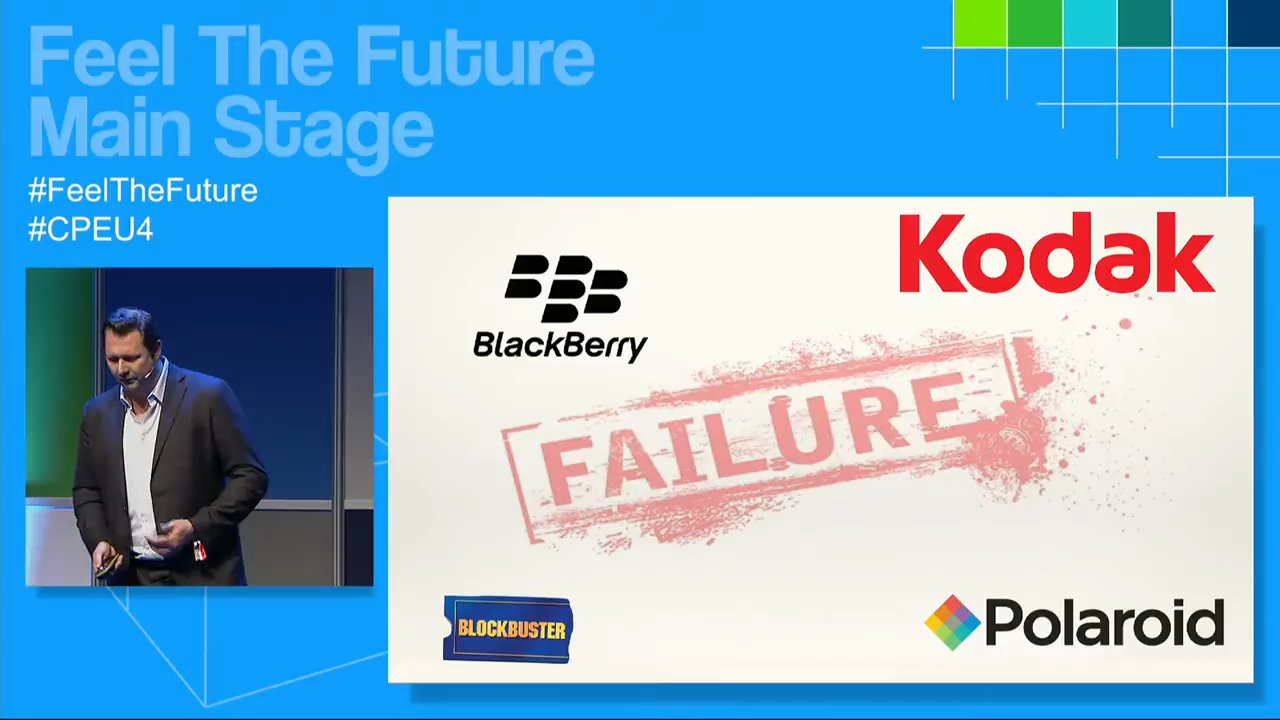 Feel The Future
Main Stage
#FeelTheFuture
#CPEU4
Kodak
BlackBerry
FAILURE
BLOCKBUSTER
Polaroid